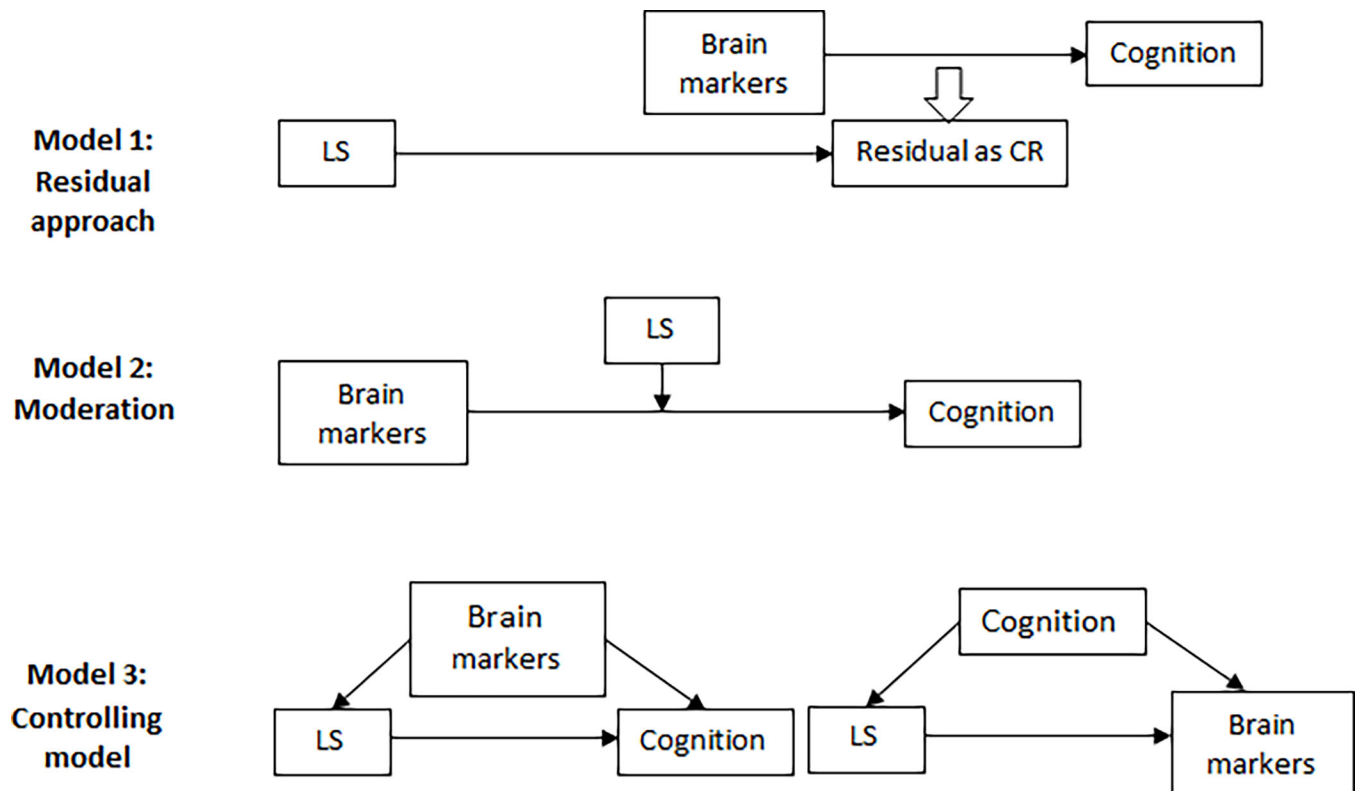 Model 1:
Residual
approach
Brain
markers
Cognition
LS
Residual as CR
Model 2:
Moderation
LS
Brain
markers
Cognition
Model 3:
Controlling
model
Brain
markers
LS
Cognition
Cognition
LS
Brain
markers